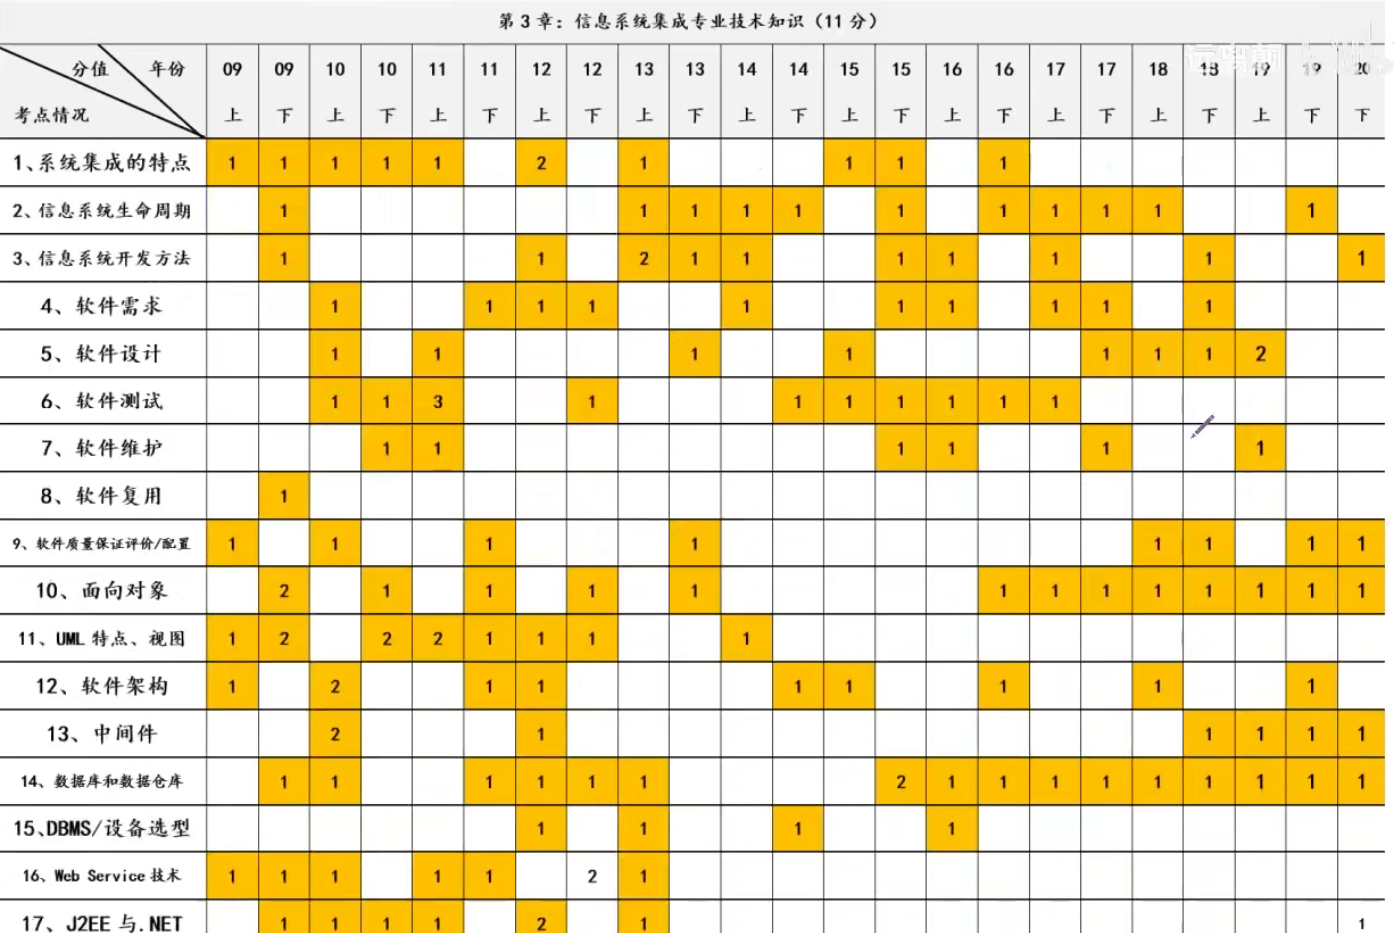 第3章：信息系统集成专业技术知识（11分）
分值 年份 09 09 10 10 11 11 12 12 13 13 14 14 15 15 16 16 17 17 18 18 19 19 20
考点情况 上 下 上 下 上 下 上 下 上 下 上 下 上 下 上 下 上 下 上 下 上 下 下
1、系统集成的特点 1 1 1 1 1 2 1 1 1 1
2、信息系统生命周期 1 1 1 1 1 1 1 1 1 1 1
3、信息系统开发方法 1 1 2 1 1 1 1 1 1 1
4、软件需求 1 1 1 1 1 1 1 1 1 1
5、软件设计 1 1 1 1 1 1 1 2
6、软件测试 1 1 3 1 1 1 1 1 1 1
7、软件维护 1 1 1 1 1 1
8、软件复用 1
9、软件质量保证评价/配置 1 1 1 1 1 1 1 1
10、面向对象 2 1 1 1 1 1 1 1 1 1 1 1 1
11、UML 特点、视图 1 2 2 2 1 1 1 1
12、软件架构 1 2 1 1 1 1 1 1 1
13、中间件 2 1 1 1 1 1
14、数据库和数据仓库 1 1 1 1 1 1 2 1 1 1 1 1 1 1 1 1
15、DBMS/设备选型 1 1 1 1
16、Web Service 技术 1 1 1 1 1 2 1
17、J2EE 与.NET 1 1 1 1 2 1 1